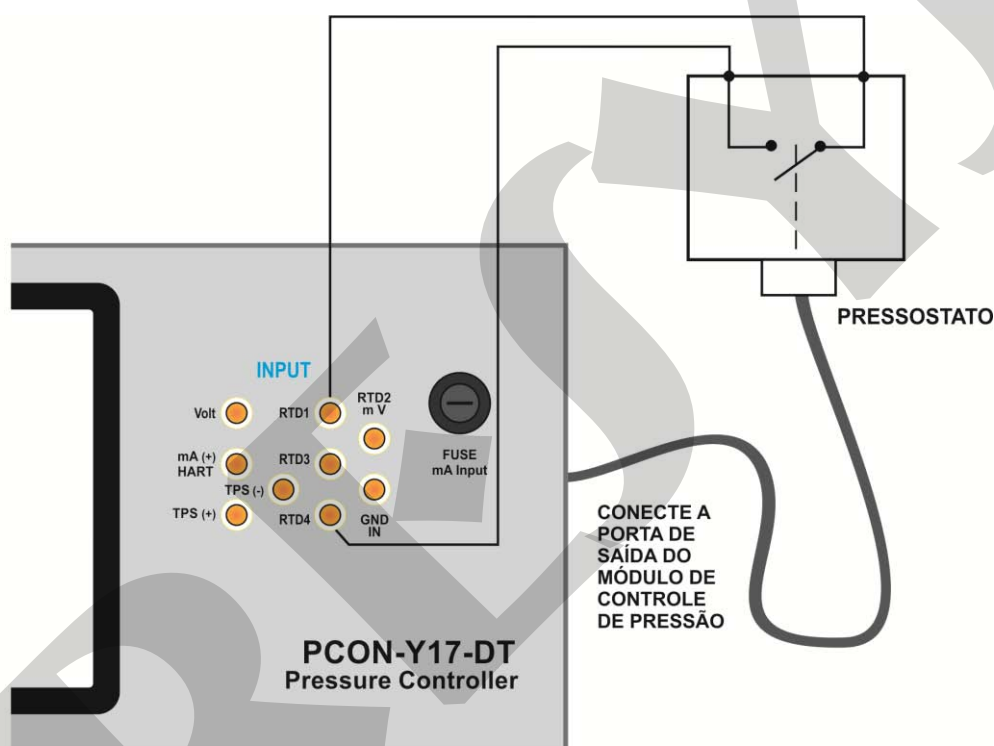 PRESSOSTATO
INPUT
RTD2
m V
Volt
RTD1
mA (+)
HART
RTD3
FUSE
mA Input
TPS (-)
TPS (+)
RTD4
GND
IN
CONECTE A
PORTA DE
SAÍDA DO
MÓDULO DE
CONTROLE
DE PRESSÃO
PCON-Y17-DT
Pressure Controller